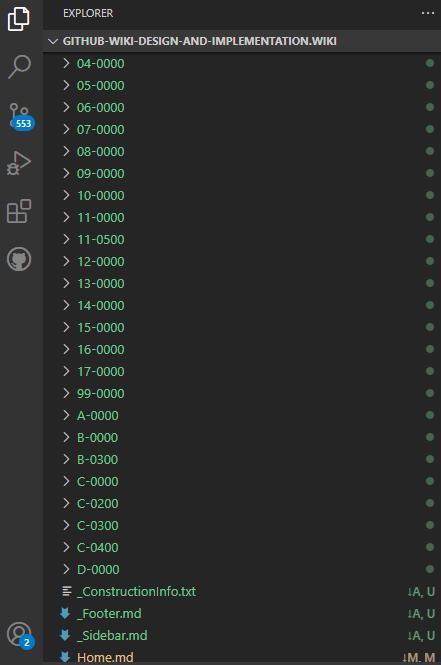 EXPLORER
GITHUB-WIKI-DESIGN-AND-IMPLEMENTATION.WIKI
04-0000
05-0000
06-0000
07-0000
553
08-0000
09-0000
10-0000
11-0000
11-0500
12-0000
13-0000
14-0000
15-0000
16-0000
17-0000
99-0000
A-0000
B-0000
B-0300
C-0000
C-0200
C-0300
C-0400
D-0000
_ConstructionInfo.txt ↓A, U
_Footer.md ↓A, U
_Sidebar.md ↓A, U
2
Home.md ↓M, M